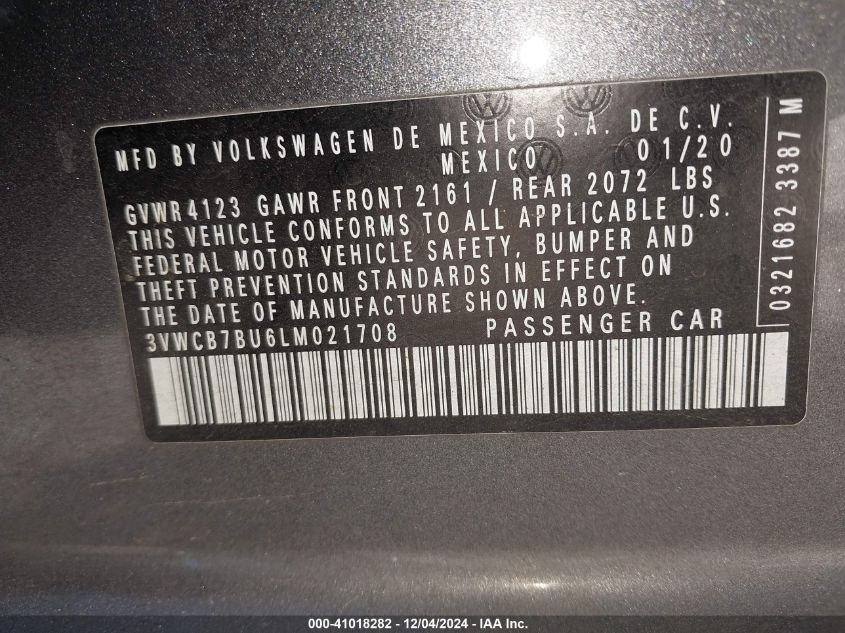 MFD BY VOLKSWAGEN DE MEXICO S.A. DE C.V.
MEXICO 01/20
GVWR 4123 GAWR FRONT 2161 / REAR 2072 LBS
THIS VEHICLE CONFORMS TO ALL APPLICABLE U.S.
FEDERAL MOTOR VEHICLE SAFETY, BUMPER AND
THEFT PREVENTION STANDARDS IN EFFECT ON
THE DATE OF MANUFACTURE SHOWN ABOVE.
3VWCB7BU6LM021708 PASSENGER CAR
0321682 3387 M
000-41018282 - 12/04/2024 - IAA Inc.